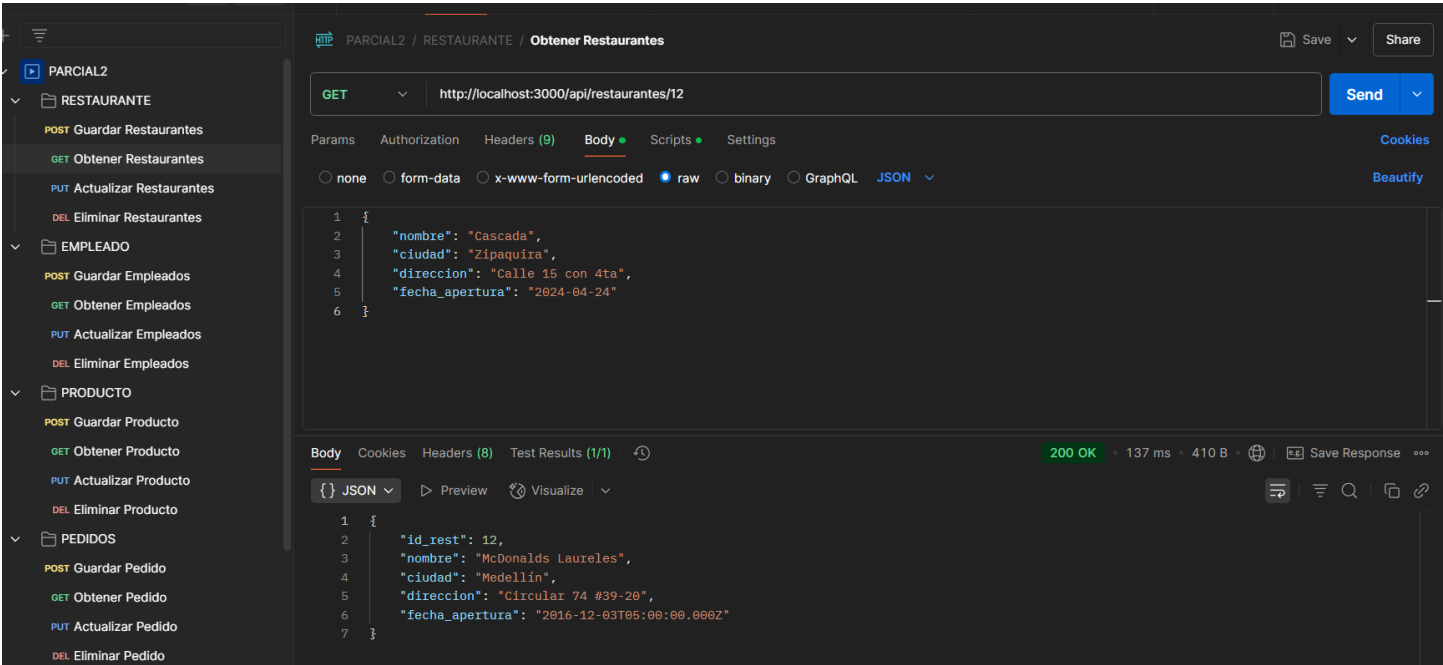 HTTP PARCIAL2 / RESTAURANTE / Obtener Restaurantes Save Share
PARCIAL2
RESTAURANTE
POST Guardar Restaurantes
GET Obtener Restaurantes
PUT Actualizar Restaurantes
DEL Eliminar Restaurantes
EMPLEADO
POST Guardar Empleados
GET Obtener Empleados
PUT Actualizar Empleados
DEL Eliminar Empleados
PRODUCTO
POST Guardar Producto
GET Obtener Producto
PUT Actualizar Producto
DEL Eliminar Producto
PEDIDOS
POST Guardar Pedido
GET Obtener Pedido
PUT Actualizar Pedido
DEL Eliminar Pedido
GET http://localhost:3000/api/restaurantes/12 Send
Params Authorization Headers (9) Body Scripts Settings Cookies
none form-data x-www-form-urlencoded raw binary GraphQL JSON Beautify
1 {
2 "nombre": "Cascada",
3 "ciudad": "Zipaquira",
4 "direccion": "Calle 15 con 4ta",
5 "fecha_apertura": "2024-04-24"
6 }
Body Cookies Headers (8) Test Results (1/1) 200 OK 137 ms 410 B e.g. Save Response
{} JSON Preview Visualize
1 {
2 "id_rest": 12,
3 "nombre": "McDonalds Laureles",
4 "ciudad": "Medellín",
5 "direccion": "Circular 74 #39-20",
6 "fecha_apertura": "2016-12-03T05:00:00.000Z"
7 }